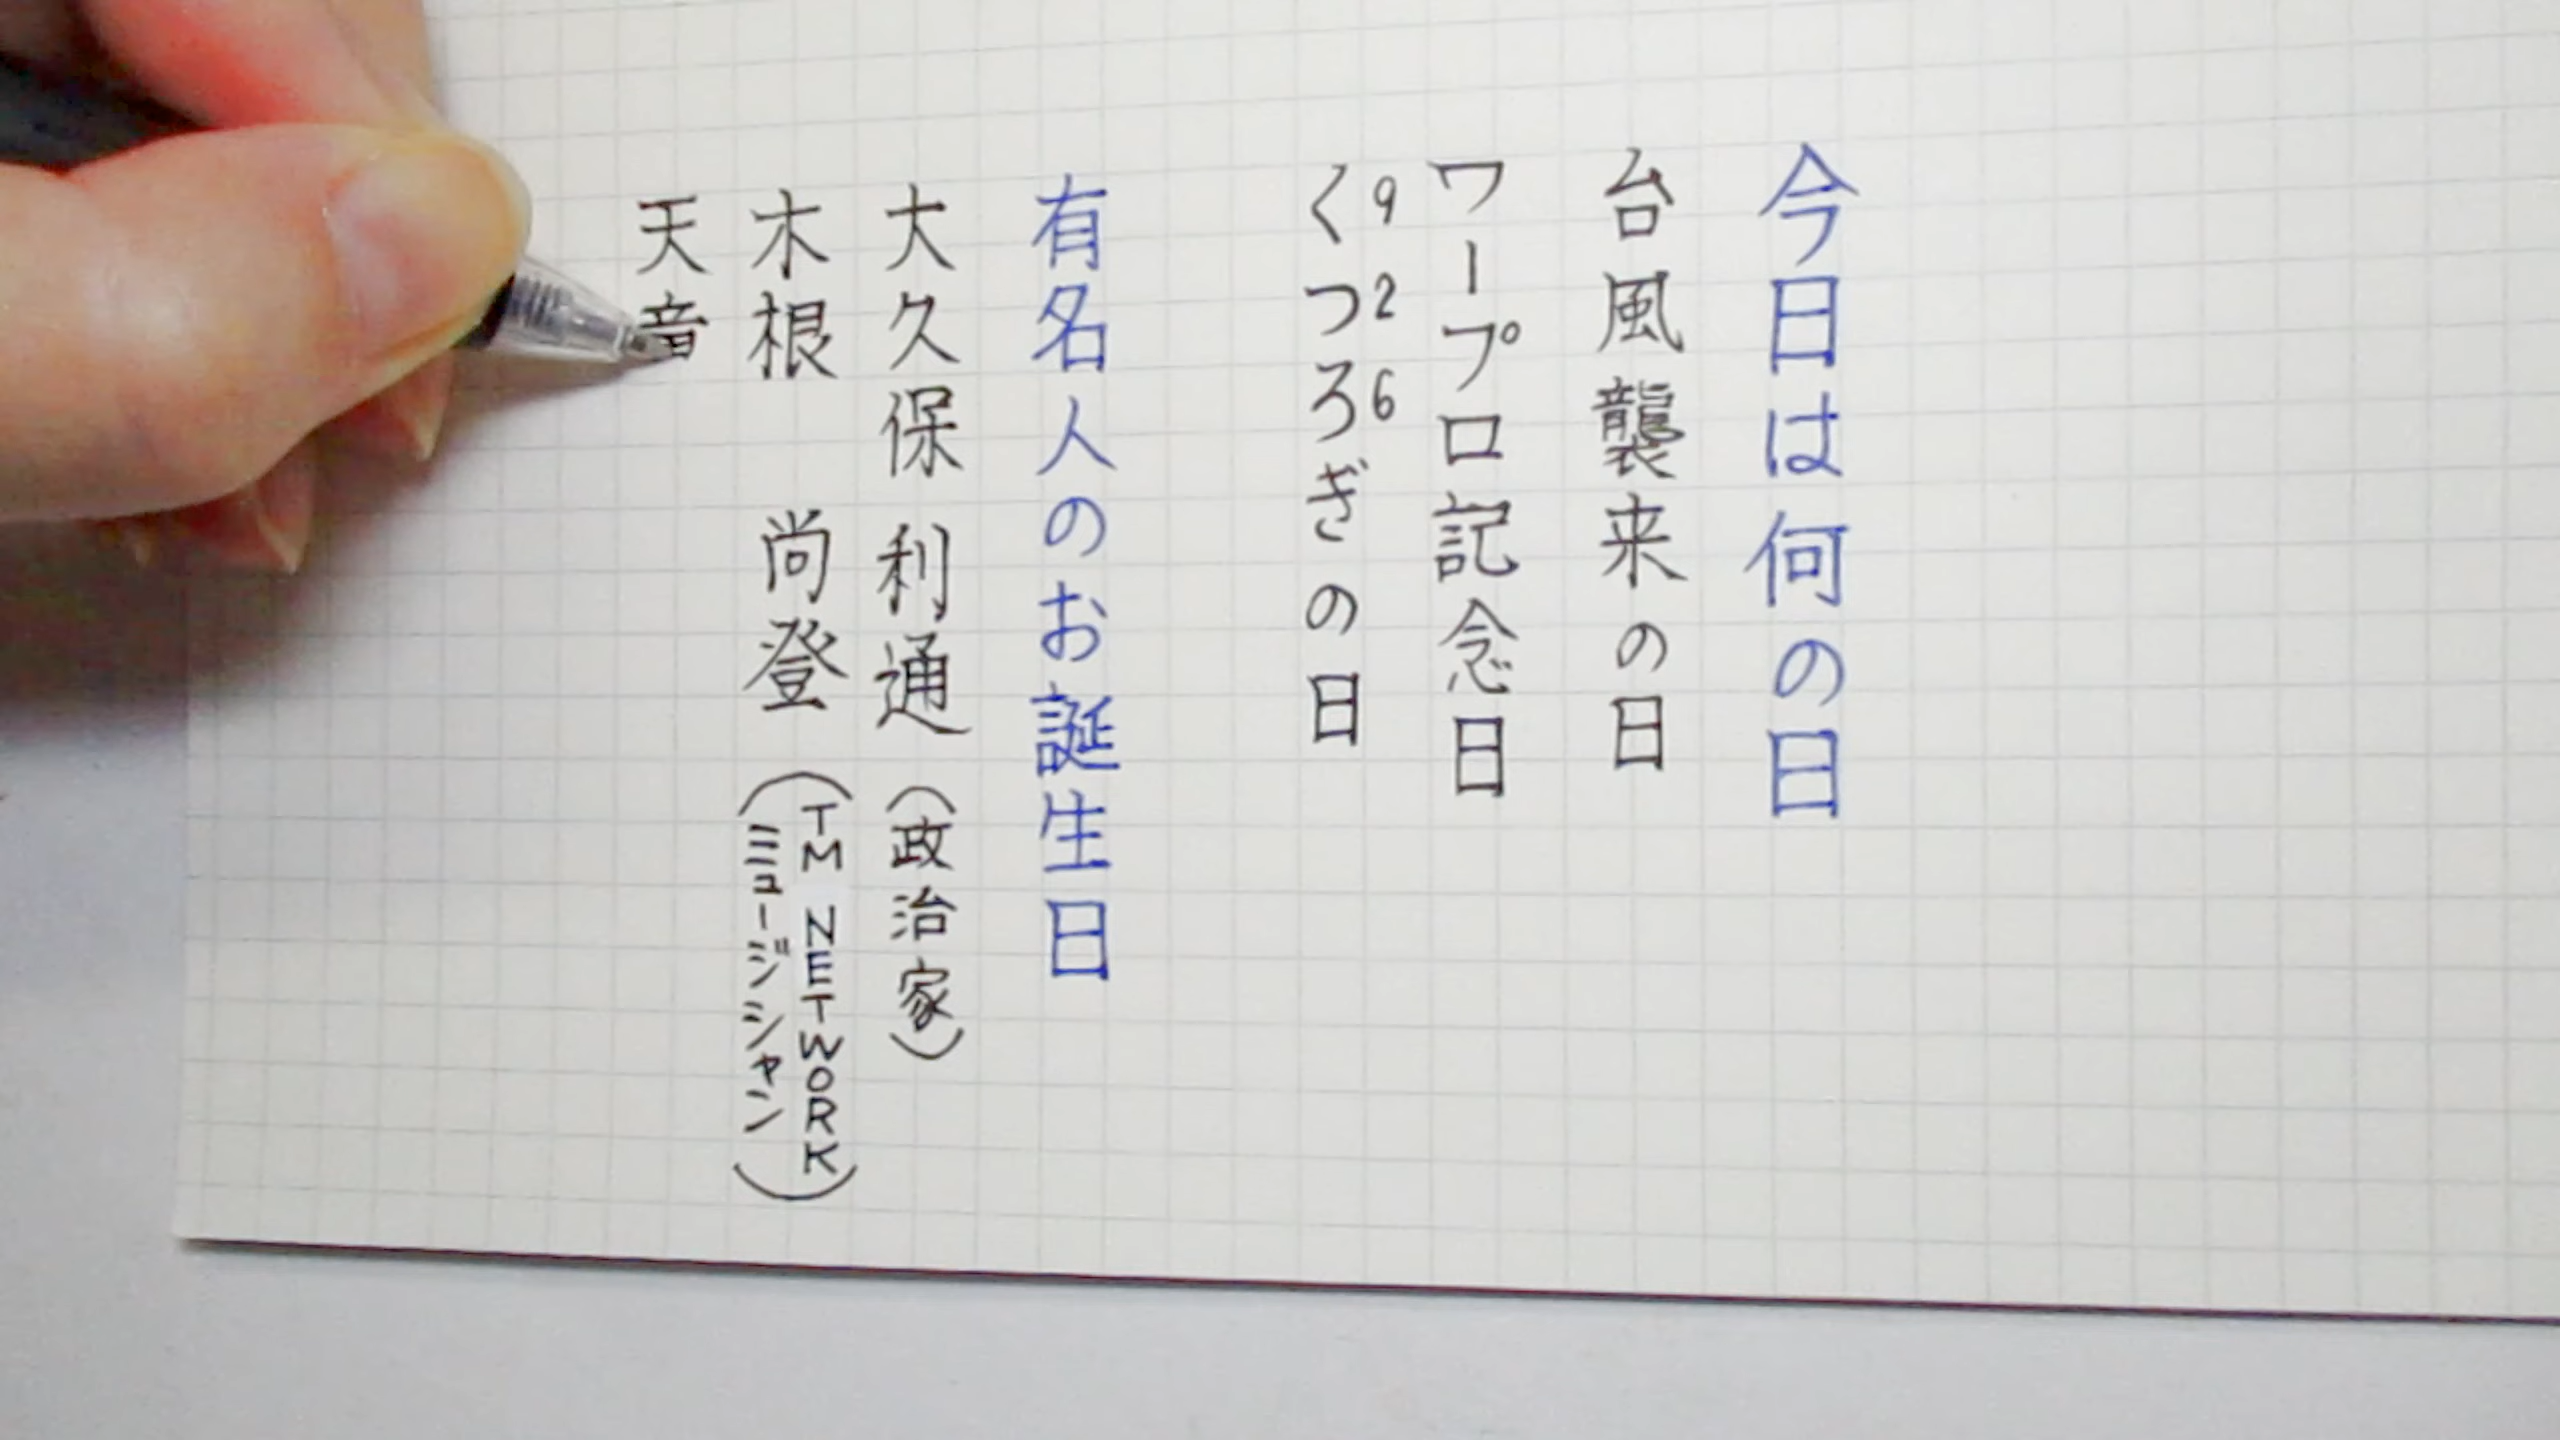 今日は何の日
台風襲来の日
ワープロ記念日
926
くつろぎの日
有名人のお誕生日
大久保 利通(政治家)
木根 尚登(TM NETWORK
ミュージシャン)
天音